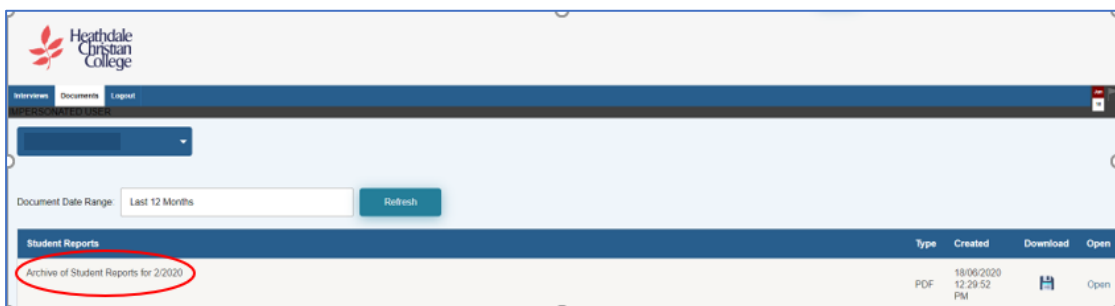 Heathdale
Christian
College
Interviews Documents Logout
IMPERSONATED USER
Document Date Range: Last 12 Months Refresh
Student Reports Type Created Download Open
Archive of Student Reports for 2/2020 PDF 18/06/2020 12:29:52 PM Open